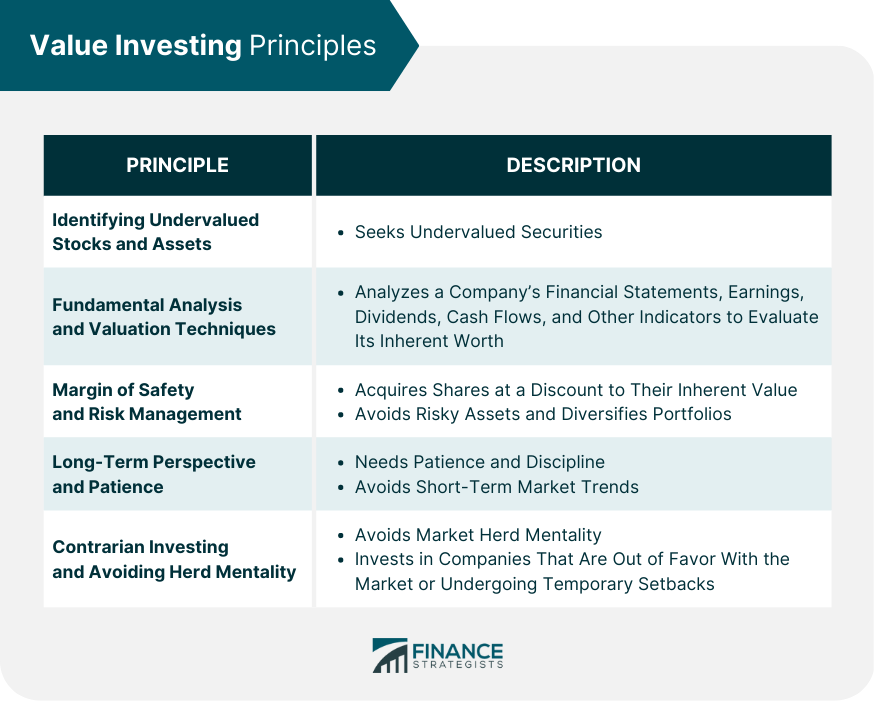 Value Investing Principles
PRINCIPLE
DESCRIPTION
Identifying Undervalued
Stocks and Assets
• Seeks Undervalued Securities
Fundamental Analysis
and Valuation Techniques
• Analyzes a Company’s Financial Statements, Earnings,
Dividends, Cash Flows, and Other Indicators to Evaluate
Its Inherent Worth
Margin of Safety
and Risk Management
• Acquires Shares at a Discount to Their Inherent Value
• Avoids Risky Assets and Diversifies Portfolios
Long-Term Perspective
and Patience
• Needs Patience and Discipline
• Avoids Short-Term Market Trends
Contrarian Investing
and Avoiding Herd Mentality
• Avoids Market Herd Mentality
• Invests in Companies That Are Out of Favor With the
Market or Undergoing Temporary Setbacks
FINANCE
STRATEGISTS